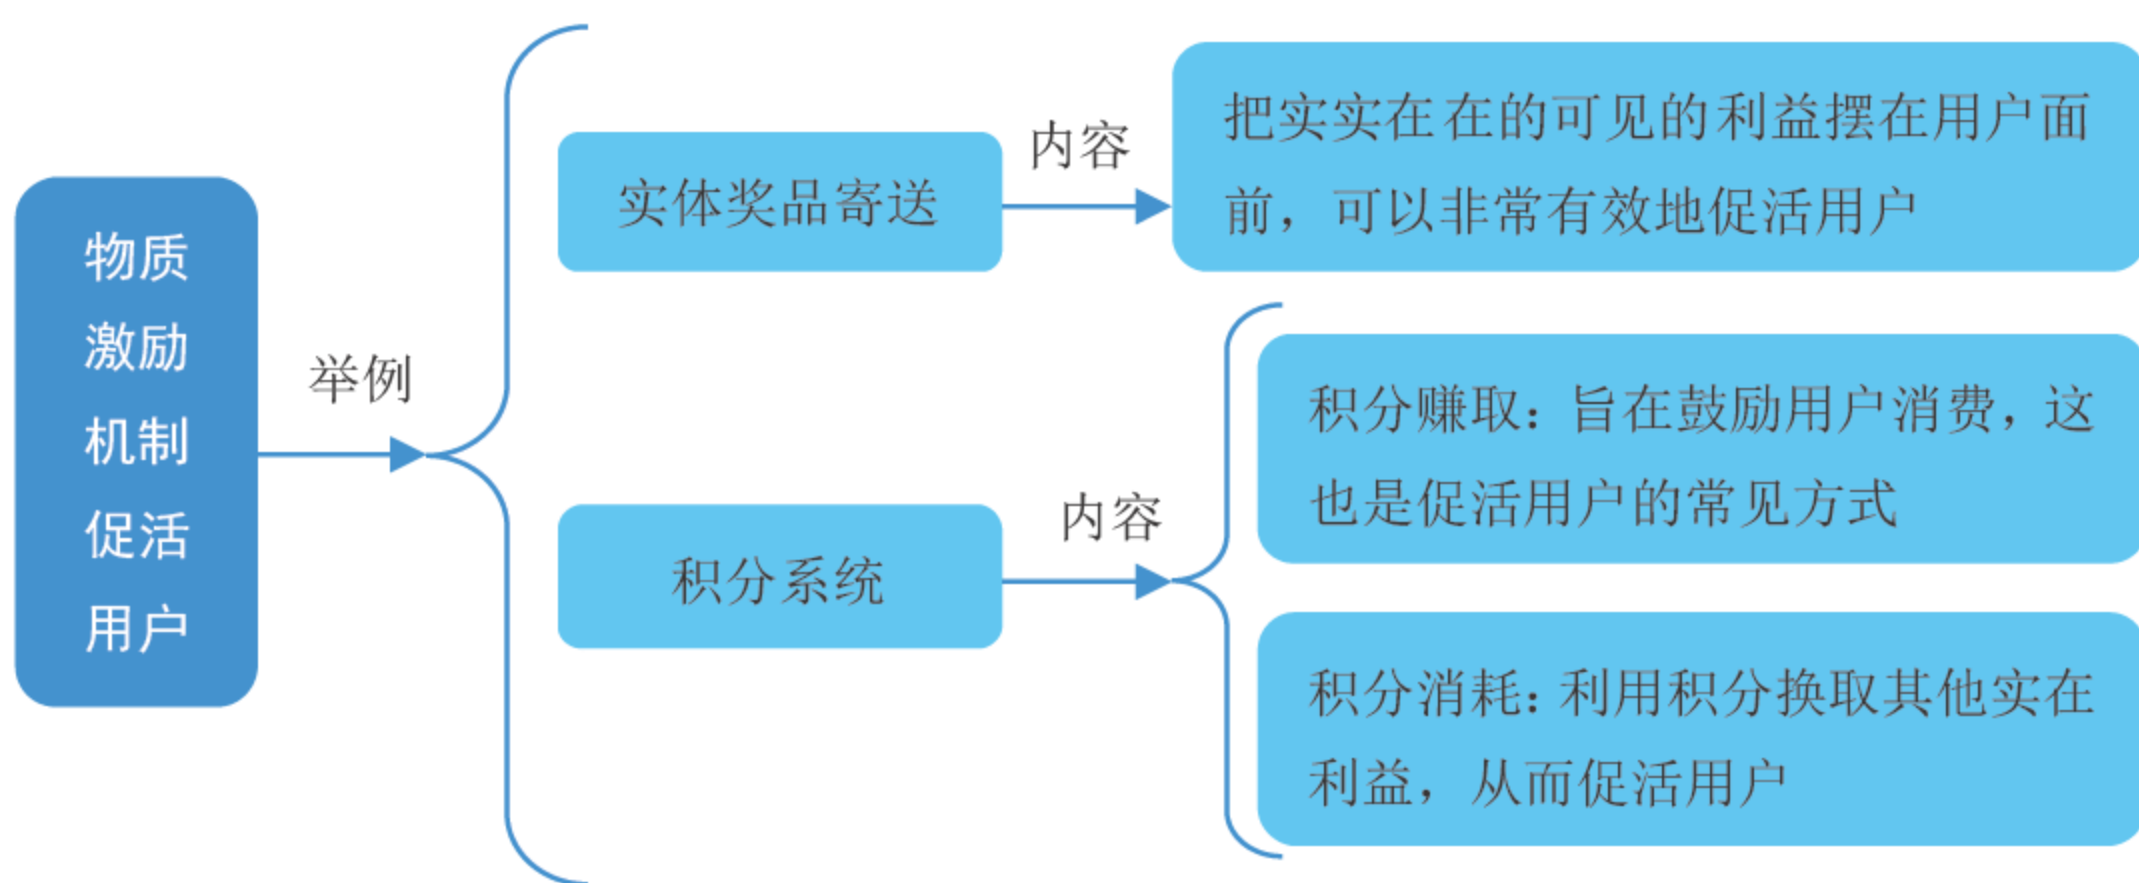 物质
激励
机制
促活
用户
举例
实体奖品寄送
内容
把实实在在的可见的利益摆在用户面
前，可以非常有效地促活用户
积分系统
内容
积分赚取：旨在鼓励用户消费，这
也是促活用户的常见方式
积分消耗：利用积分换取其他实在
利益，从而促活用户